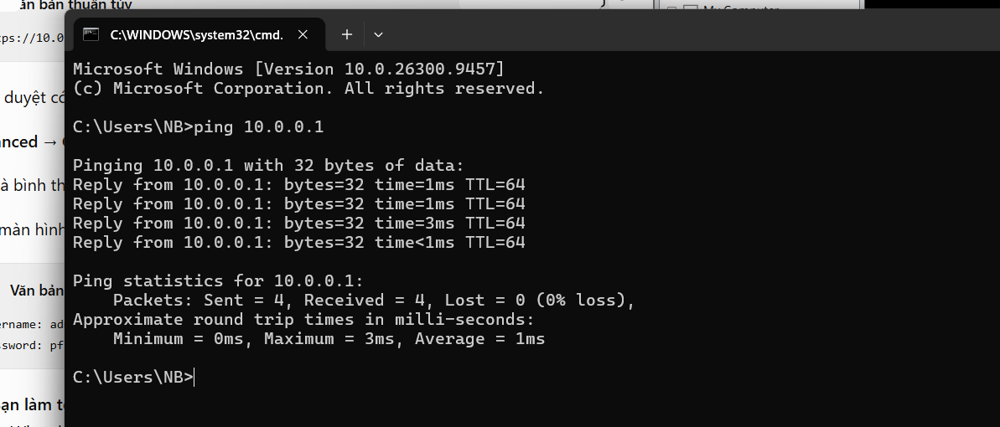 ăn bản thuần túy
My Computer
C:\WINDOWS\system32\cmd.
tps://10.0
duyệt
anced →
à bình th
màn hình
Văn bản
ername: ad
sword: pf
ạn làm t
Microsoft Windows [Version 10.0.26300.9457]
(c) Microsoft Corporation. All rights reserved.
C:\Users\NB>ping 10.0.0.1
Pinging 10.0.0.1 with 32 bytes of data:
Reply from 10.0.0.1: bytes=32 time=1ms TTL=64
Reply from 10.0.0.1: bytes=32 time=1ms TTL=64
Reply from 10.0.0.1: bytes=32 time=3ms TTL=64
Reply from 10.0.0.1: bytes=32 time<1ms TTL=64
Ping statistics for 10.0.0.1:
    Packets: Sent = 4, Received = 4, Lost = 0 (0% loss),
Approximate round trip times in milli-seconds:
    Minimum = 0ms, Maximum = 3ms, Average = 1ms
C:\Users\NB>